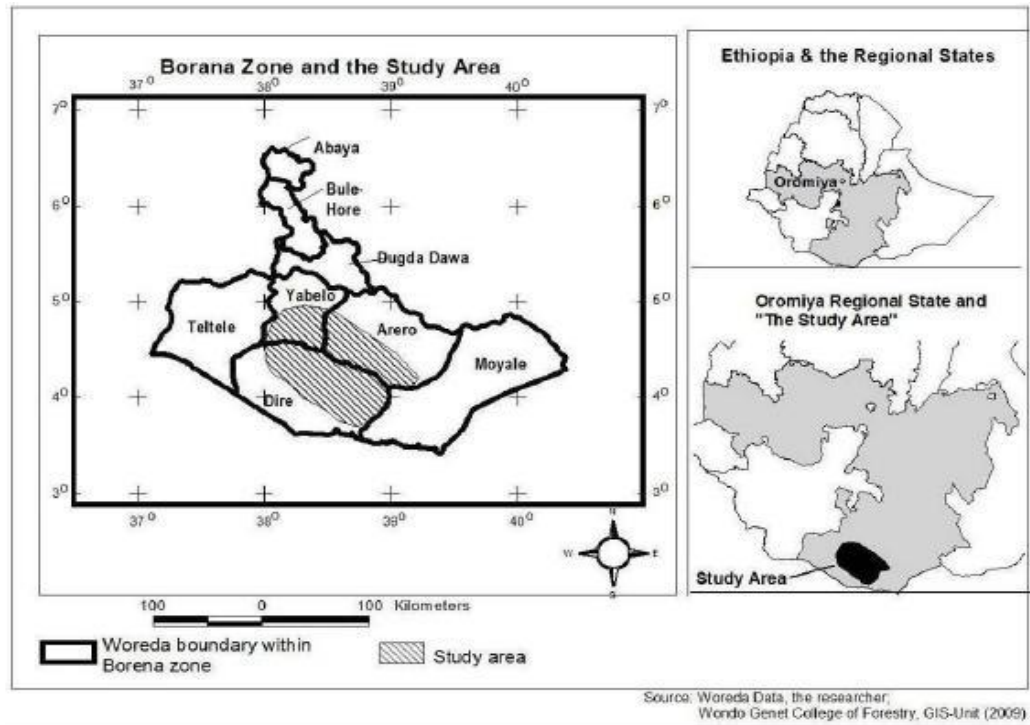 Borana Zone and the Study Area
37⁰ 38⁰ 39⁰ 40⁰
7⁰ 7⁰
Abaya
Bule-
Hore
6⁰ 6⁰
Dugda Dawa
Yabelo
5⁰ 5⁰
Teltele
Arero
Moyale
4⁰ 4⁰
Dire
3⁰ 3⁰
37⁰ 38⁰ 39⁰ 40⁰
N
W E
S
100 0 100 Kilometers
Woreda boundary within
Borena zone
Study area
Ethiopia & the Regional States
Oromiya
Oromiya Regional State and
"The Study Area"
Study Area
Source: Woreda Data, the researcher;
Wondo Genet College of Forestry, GIS-Unit (2009)